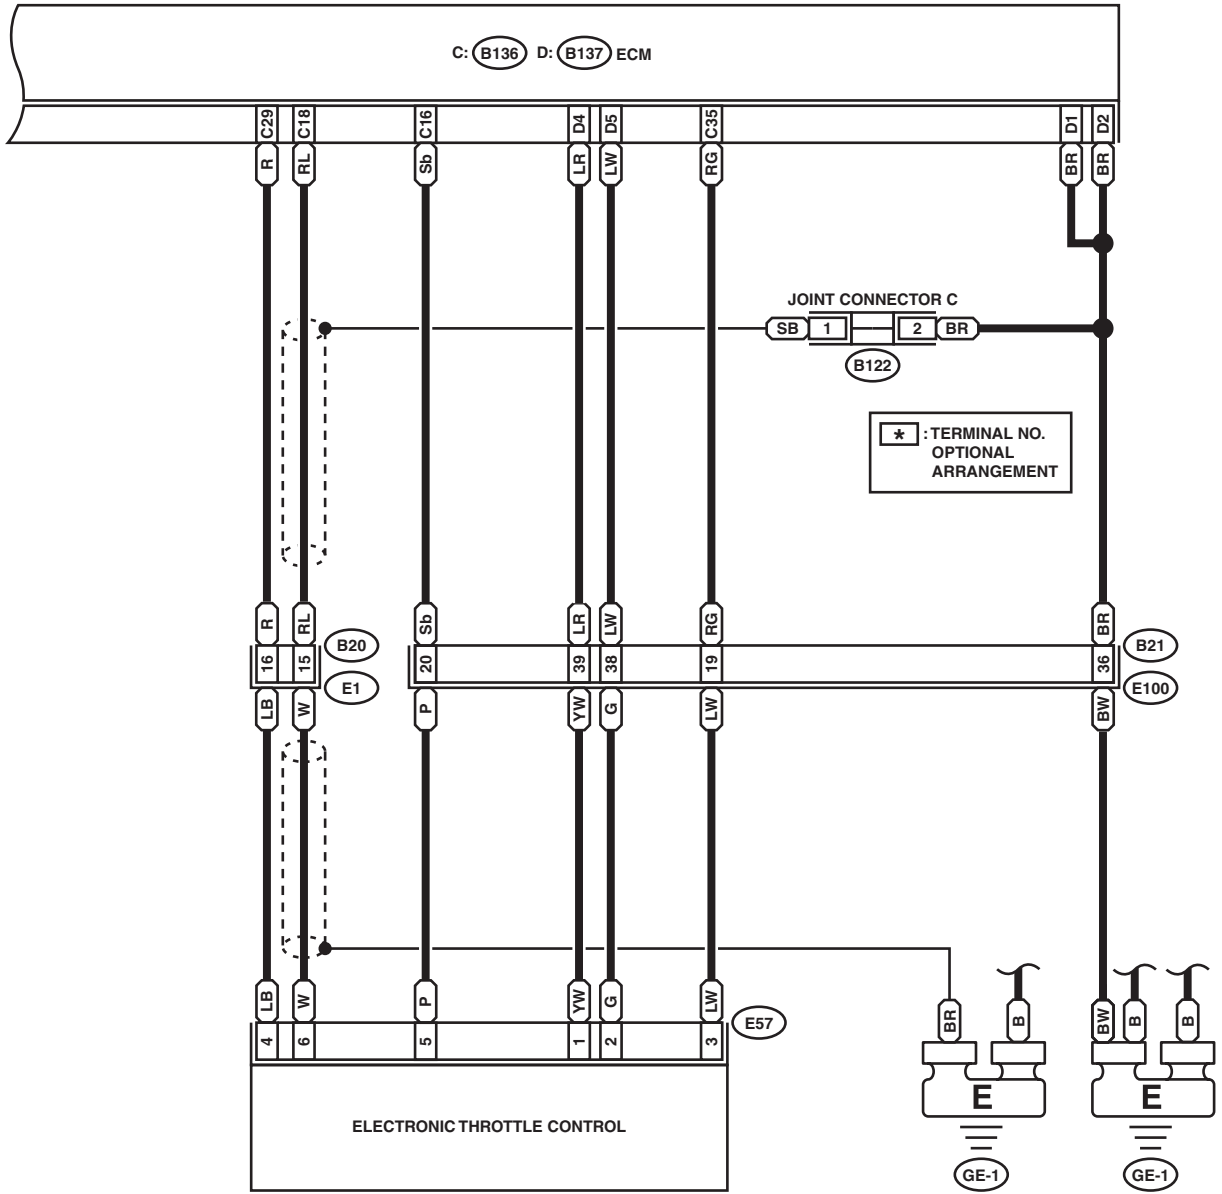 C: B136 D: B137 ECM
C29 C18 C16 D4 D5 C35 D1 D2
R RL Sb LR LW RG BR BR
JOINT CONNECTOR C
SB 1 2 BR
B122
* : TERMINAL NO.
OPTIONAL
ARRANGEMENT
R RL Sb LR LW RG BR
B20 B21
16 15 20 39 38 19 36
E1 E100
LB W P YW G LW BW
LB W P YW G LW BR B BW B B
E57
4 6 5 1 2 3
E E
ELECTRONIC THROTTLE CONTROL
GE-1 GE-1